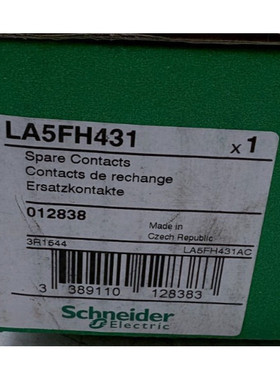 LA5FH431 x 1
Spare Contacts
Contacts de rechange
Ersatzkontakte
012838
Made in
Czech Republic
3R1644 LA5FH431AC
3 389110 128383
Schneider
Electric